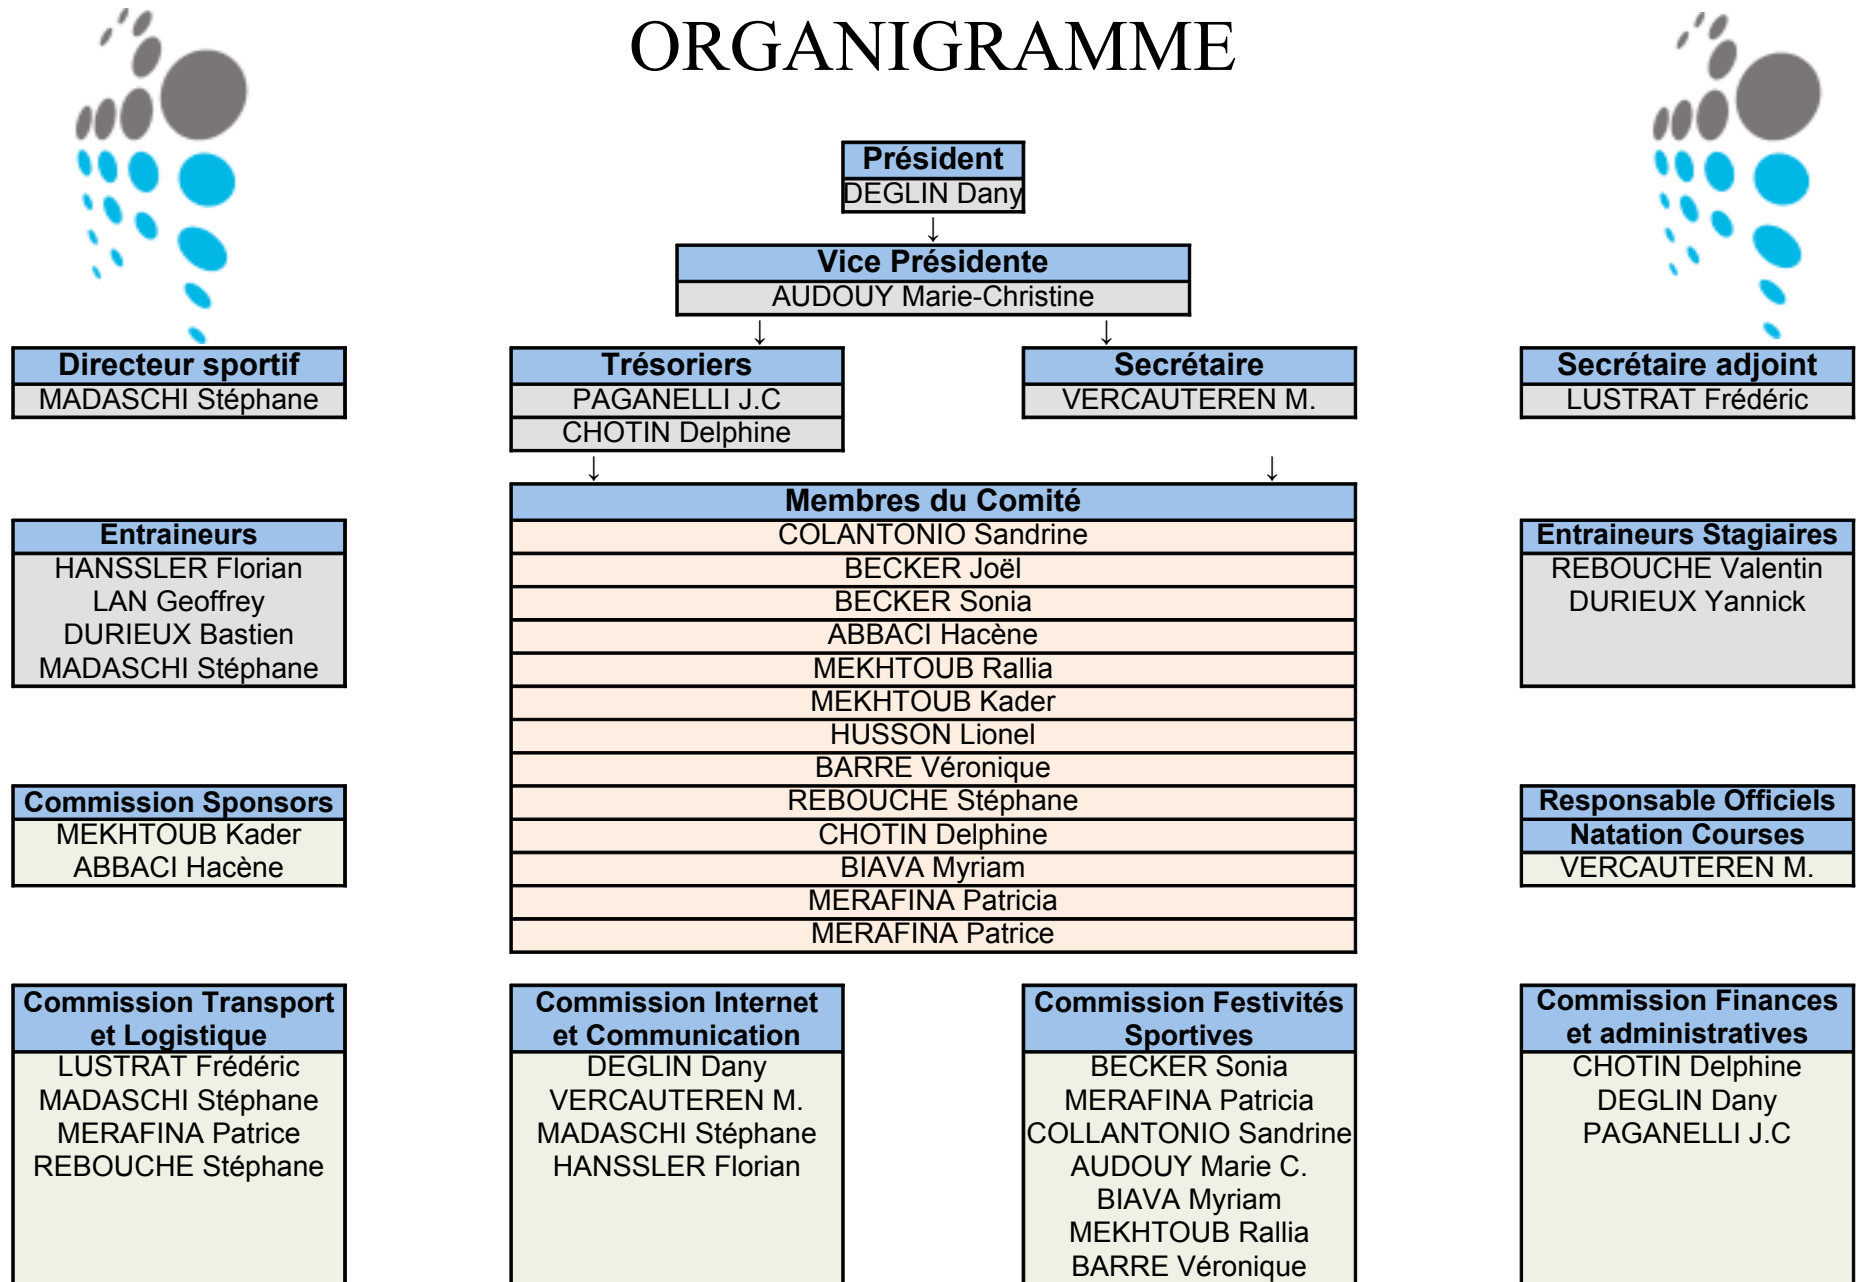 ORGANIGRAMME
Président
DEGLIN Dany
↓
Vice Présidente
AUDOUY Marie-Christine
↓ ↓
Directeur sportif
MADASCHI Stéphane
Trésoriers
PAGANELLI J.C
CHOTIN Delphine
Secrétaire
VERCAUTEREN M.
Secrétaire adjoint
LUSTRAT Frédéric
↓ ↓
Entraineurs
HANSSLER Florian
LAN Geoffrey
DURIEUX Bastien
MADASCHI Stéphane
Membres du Comité
COLANTONIO Sandrine
BECKER Joël
BECKER Sonia
ABBACI Hacène
MEKHTOUB Rallia
MEKHTOUB Kader
HUSSON Lionel
BARRE Véronique
REBOUCHE Stéphane
CHOTIN Delphine
BIAVA Myriam
MERAFINA Patricia
MERAFINA Patrice
Entraineurs Stagiaires
REBOUCHE Valentin
DURIEUX Yannick
Commission Sponsors
MEKHTOUB Kader
ABBACI Hacène
Responsable Officiels
Natation Courses
VERCAUTEREN M.
Commission Transport
et Logistique
LUSTRAT Frédéric
MADASCHI Stéphane
MERAFINA Patrice
REBOUCHE Stéphane
Commission Internet
et Communication
DEGLIN Dany
VERCAUTEREN M.
MADASCHI Stéphane
HANSSLER Florian
Commission Festivités
Sportives
BECKER Sonia
MERAFINA Patricia
COLLANTONIO Sandrine
AUDOUY Marie C.
BIAVA Myriam
MEKHTOUB Rallia
BARRE Véronique
Commission Finances
et administratives
CHOTIN Delphine
DEGLIN Dany
PAGANELLI J.C